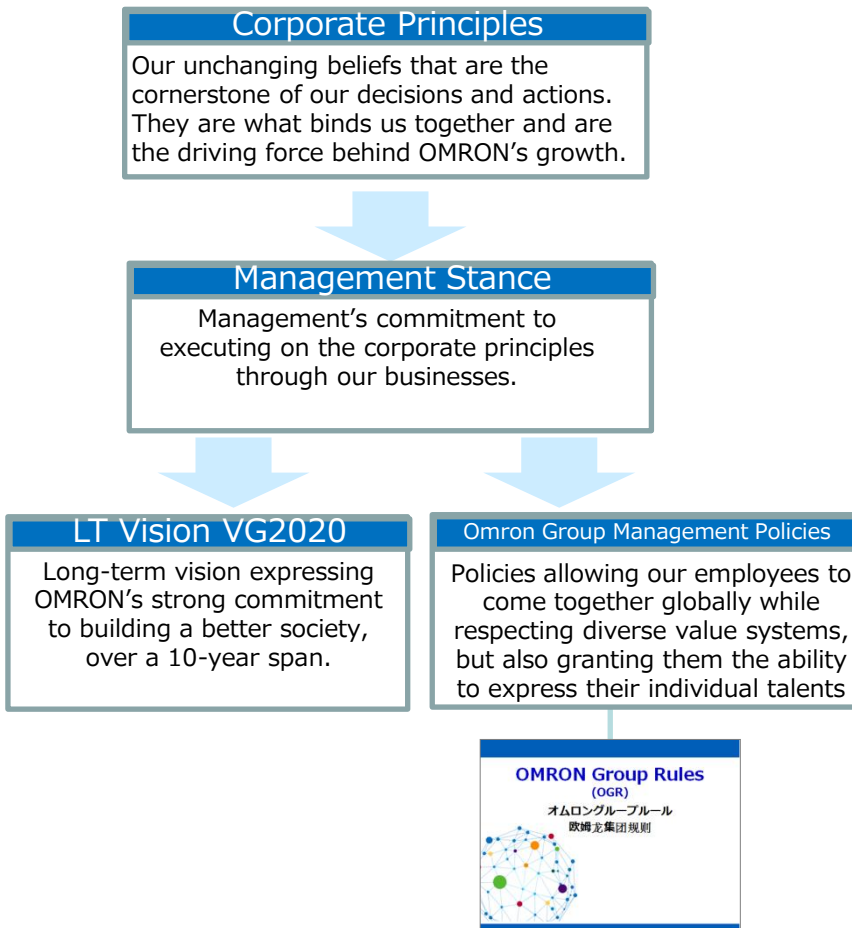 Corporate Principles
Our unchanging beliefs that are the
cornerstone of our decisions and actions.
They are what binds us together and are
the driving force behind OMRON’s growth.
Management Stance
Management’s commitment to
executing on the corporate principles
through our businesses.
LT Vision VG2020
Long-term vision expressing
OMRON’s strong commitment
to building a better society,
over a 10-year span.
Omron Group Management Policies
Policies allowing our employees to
come together globally while
respecting diverse value systems,
but also granting them the ability
to express their individual talents
OMRON Group Rules
(OGR)
オムロングループルール
欧姆龙集团规则